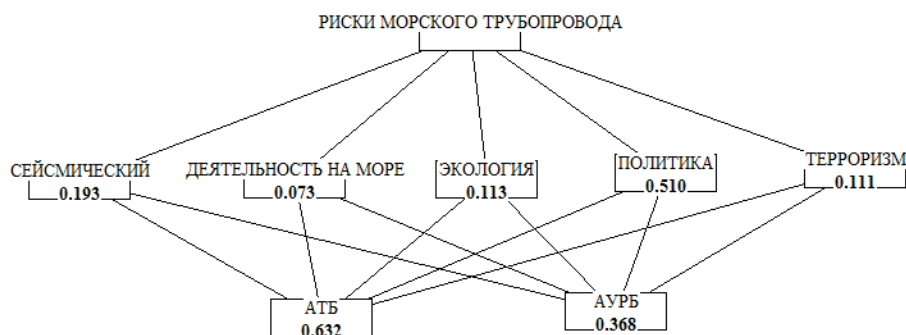 РИСКИ МОРСКОГО ТРУБОПРОВОДА
СЕЙСМИЧЕСКИЙ
0.193
ДЕЯТЕЛЬНОСТЬ НА МОРЕ
0.073
ЭКОЛОГИЯ
0.113
ПОЛИТИКА
0.510
ТЕРРОРИЗМ
0.111
АТБ
0.632
АУРБ
0.368